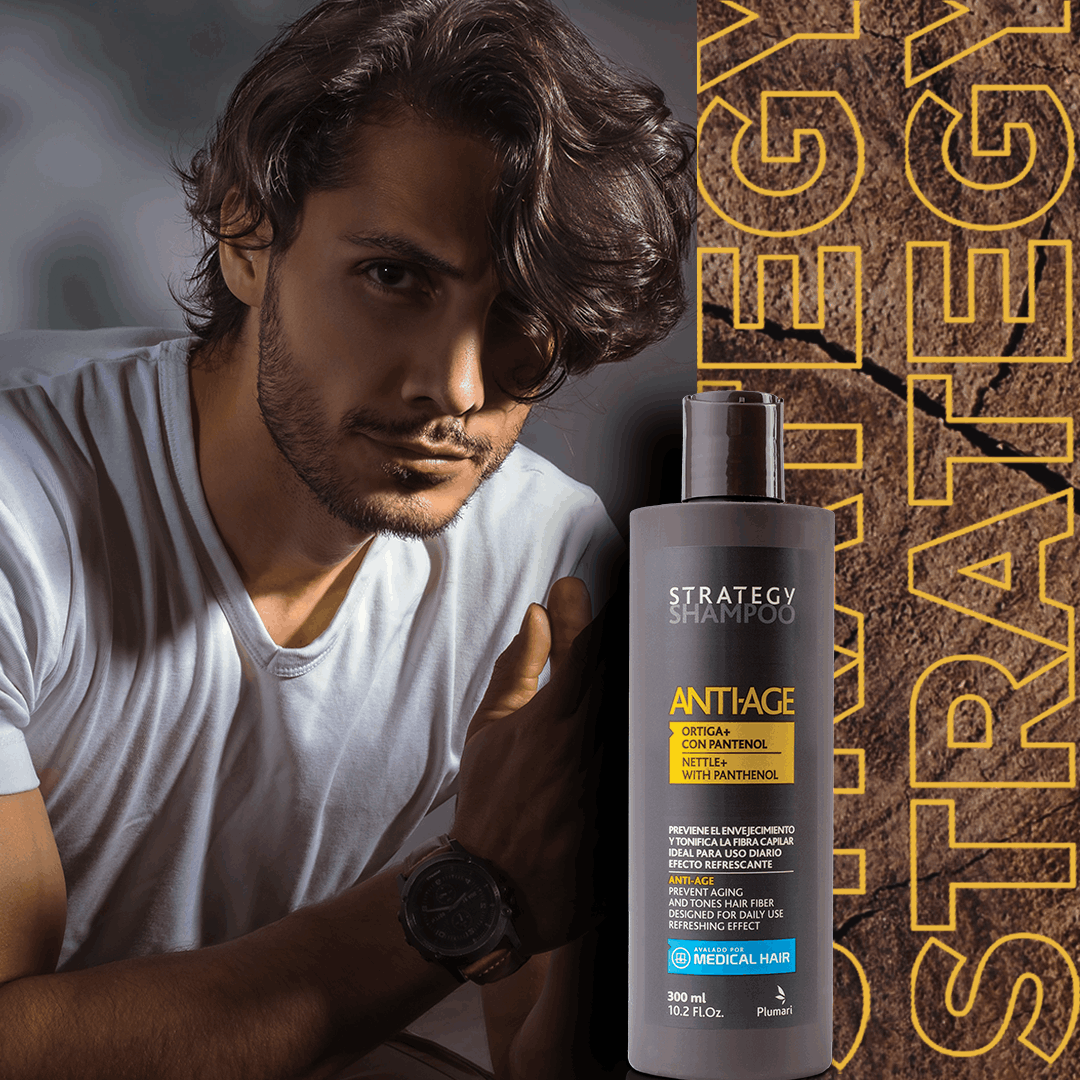 STRATEGY
STRATEGY
STRATEGY
SHAMPOO
ANTI-AGE
ORTIGA+
CON PANTENOL
NETTLE+
WITH PANTHENOL
PREVIENE EL ENVEJECIMIENTO
Y TONIFICA LA FIBRA CAPILAR
IDEAL PARA USO DIARIO
EFECTO REFRESCANTE
ANTI-AGE
PREVENT AGING
AND TONES HAIR FIBER
DESIGNED FOR DAILY USE
REFRESHING EFFECT
AVALADO POR
MEDICAL HAIR
300 ml
10.2 Fl.Oz.
Plumari